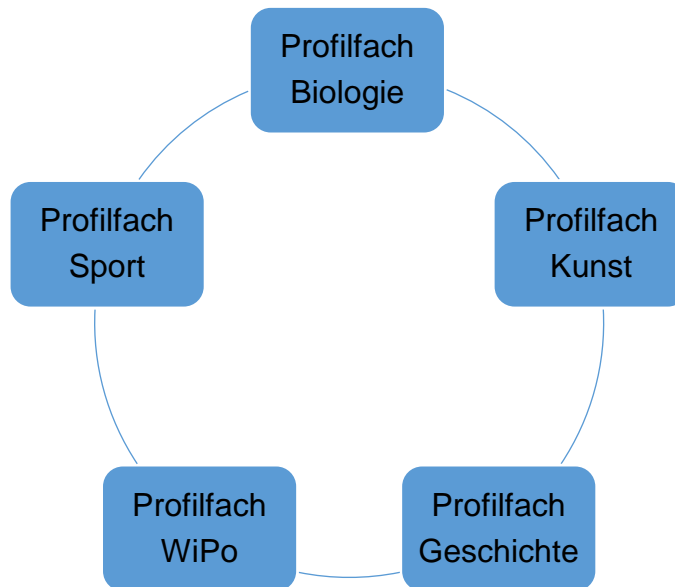 Profilfach
Biologie
Profilfach
Kunst
Profilfach
Geschichte
Profilfach
WiPo
Profilfach
Sport